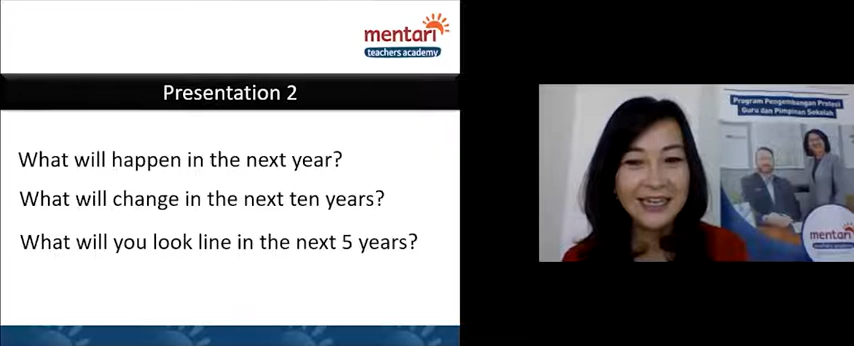 mentari
teachers academy
Presentation 2
What will happen in the next year?
What will change in the next ten years?
What will you look line in the next 5 years?
Program Pengembangan Profesi
Guru dan Pimpinan Sekolah
mentari
teachers academy